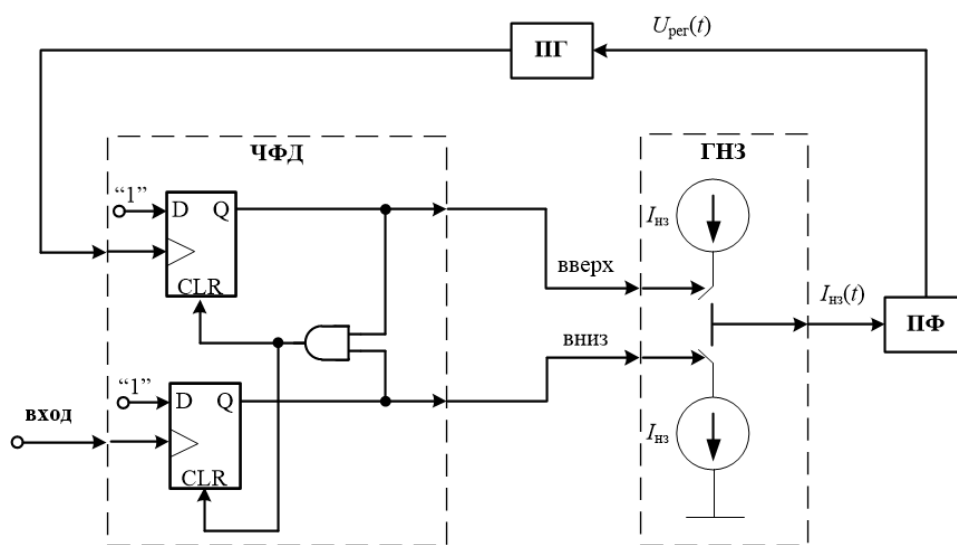 Uрег(t)
ПГ
ЧФД
ГНЗ
“1”
D Q
Iнз
CLR
вверх
Iнз(t)
ПФ
вниз
“1”
D Q
вход
Iнз
CLR